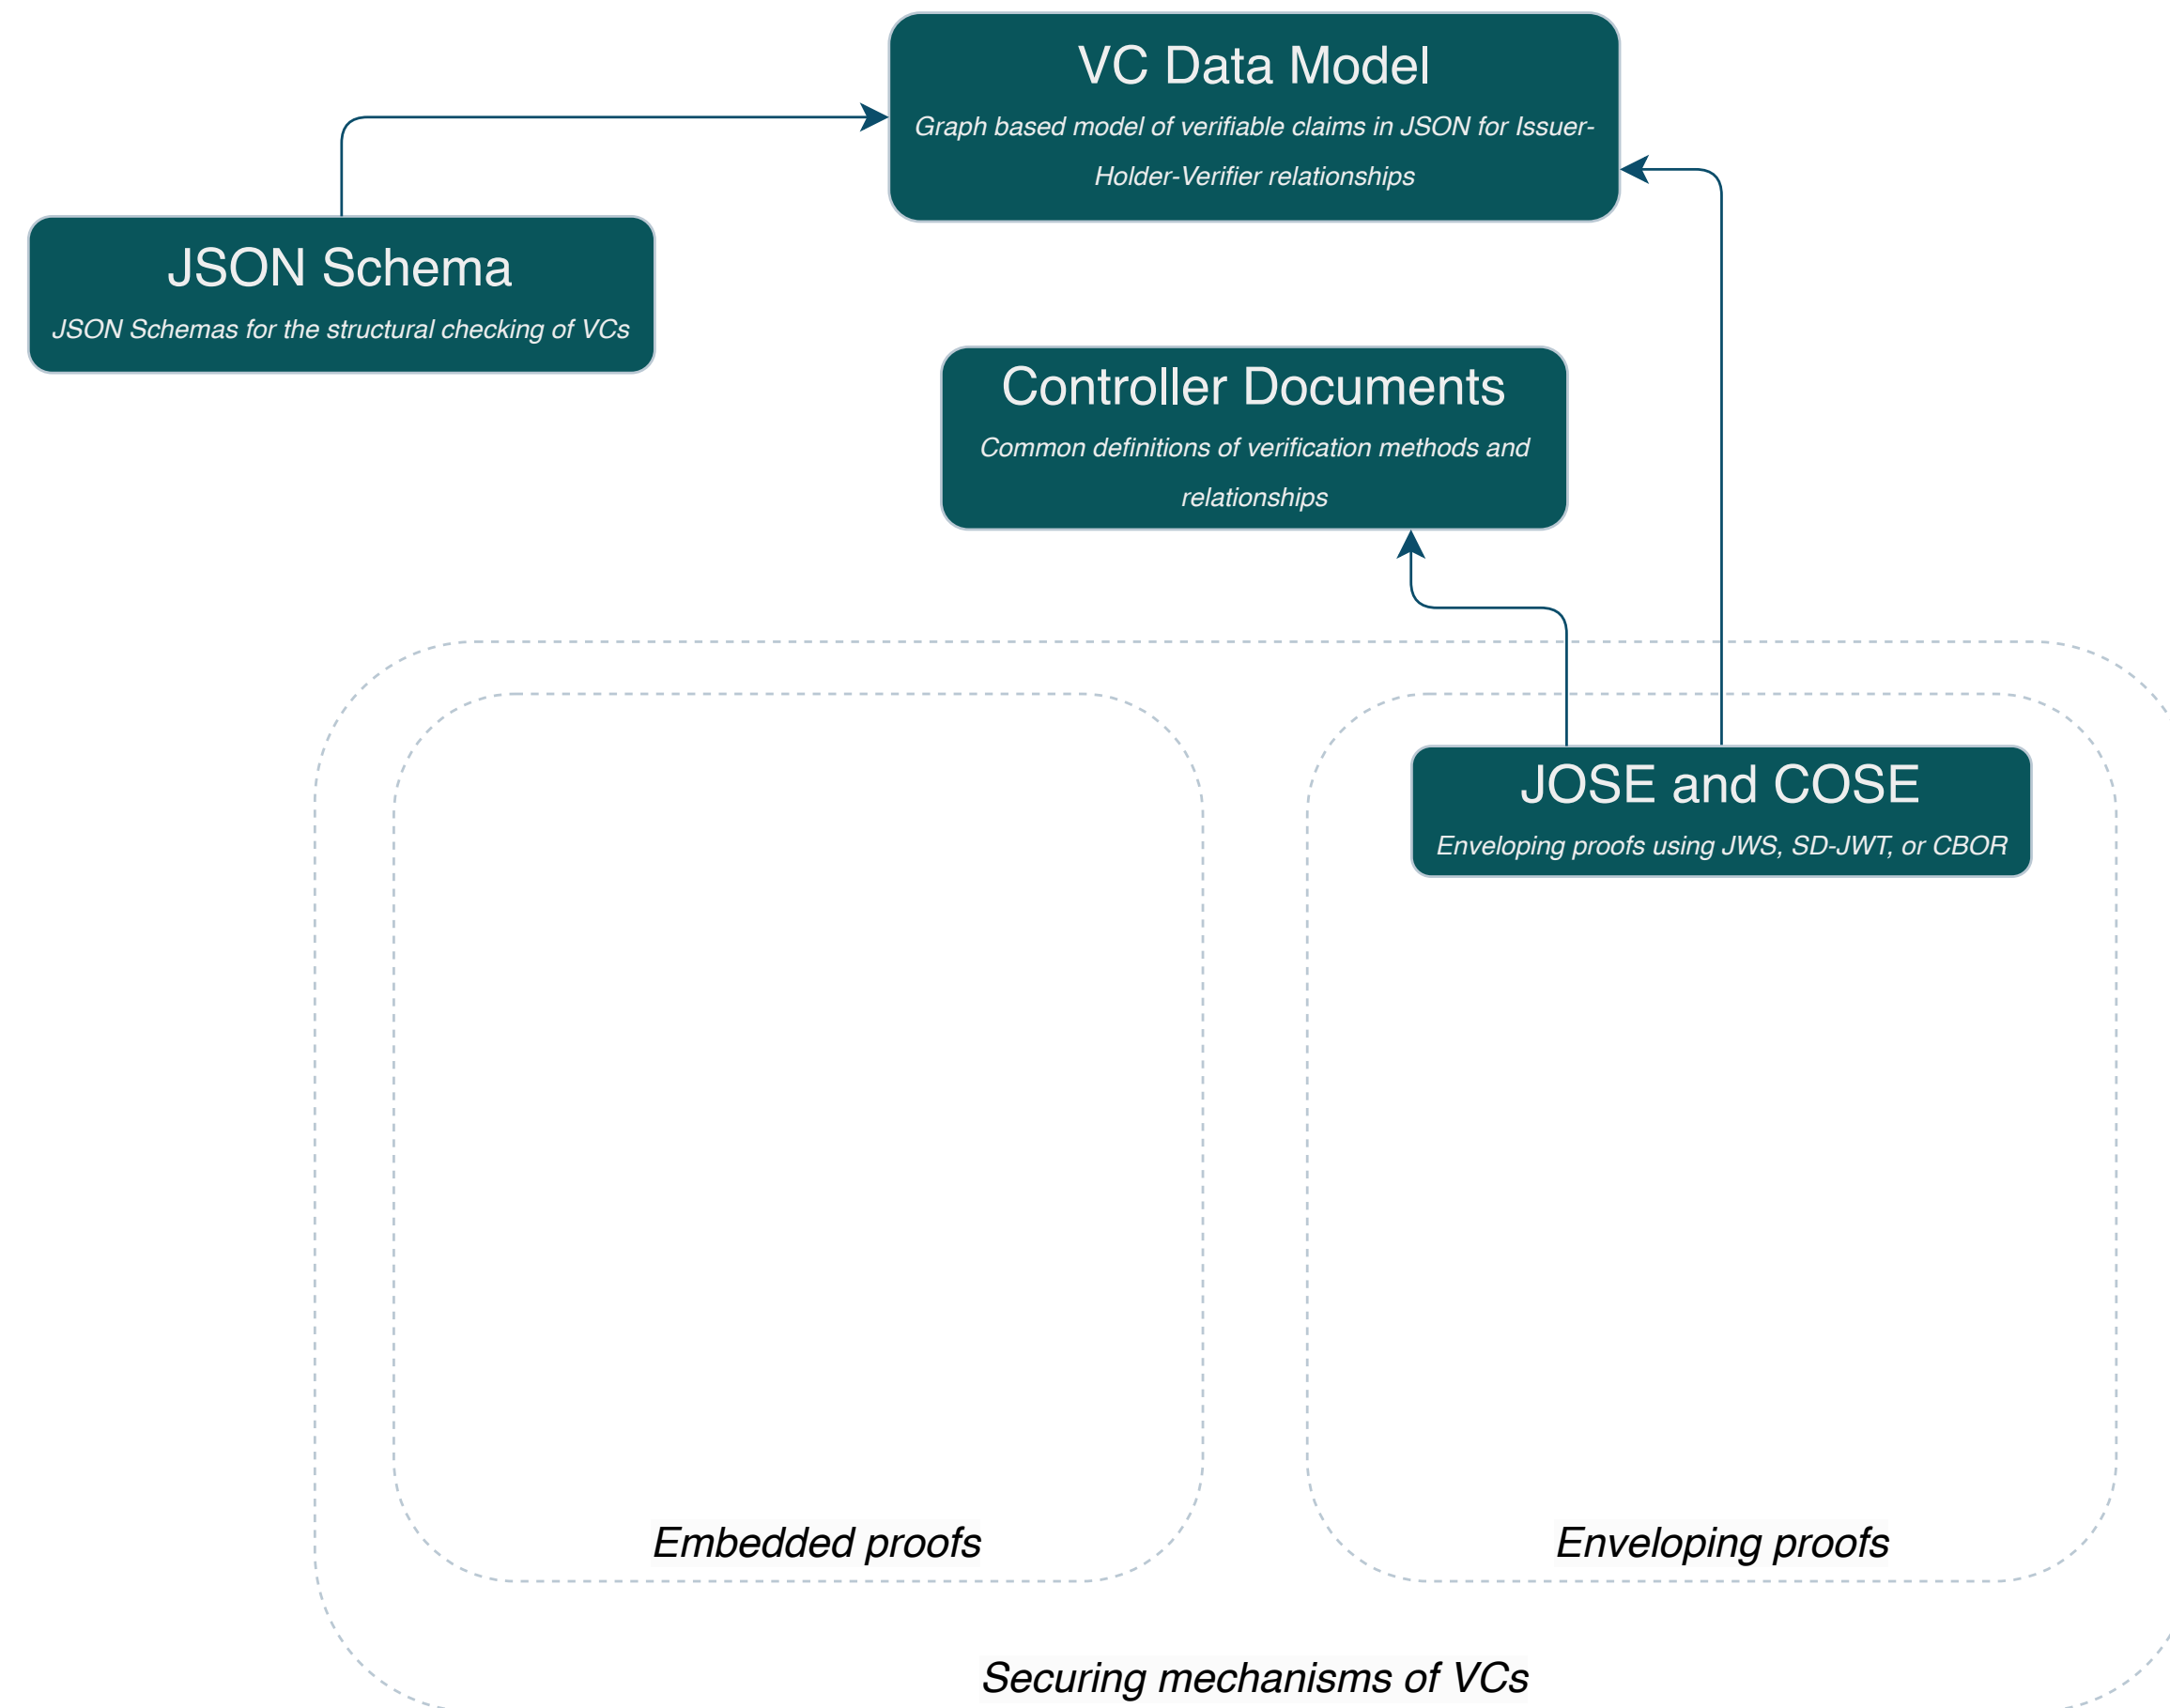 VC Data Model
Graph based model of verifiable claims in JSON for Issuer-
Holder-Verifier relationships
JSON Schema
JSON Schemas for the structural checking of VCs
Controller Documents
Common definitions of verification methods and
relationships
JOSE and COSE
Enveloping proofs using JWS, SD-JWT, or CBOR
Embedded proofs
Enveloping proofs
Securing mechanisms of VCs